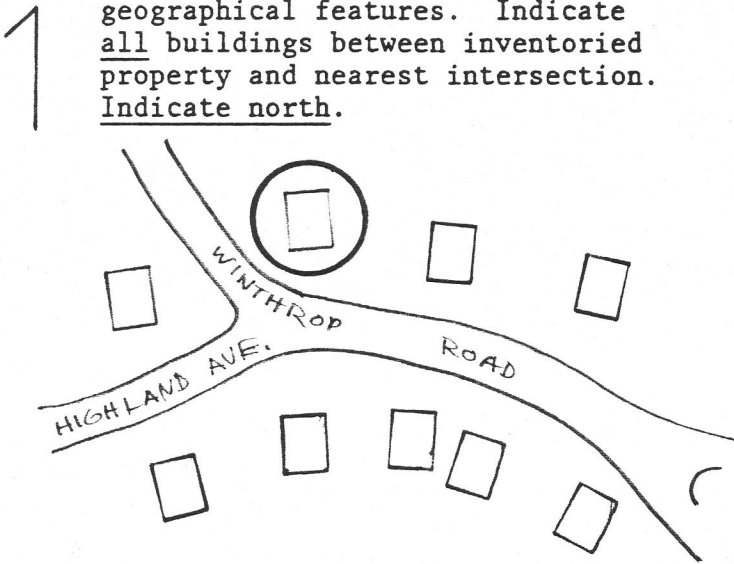 geographical features. Indicate
all buildings between inventoried
property and nearest intersection.
Indicate north.
WINTHROP ROAD
HIGHLAND AVE.